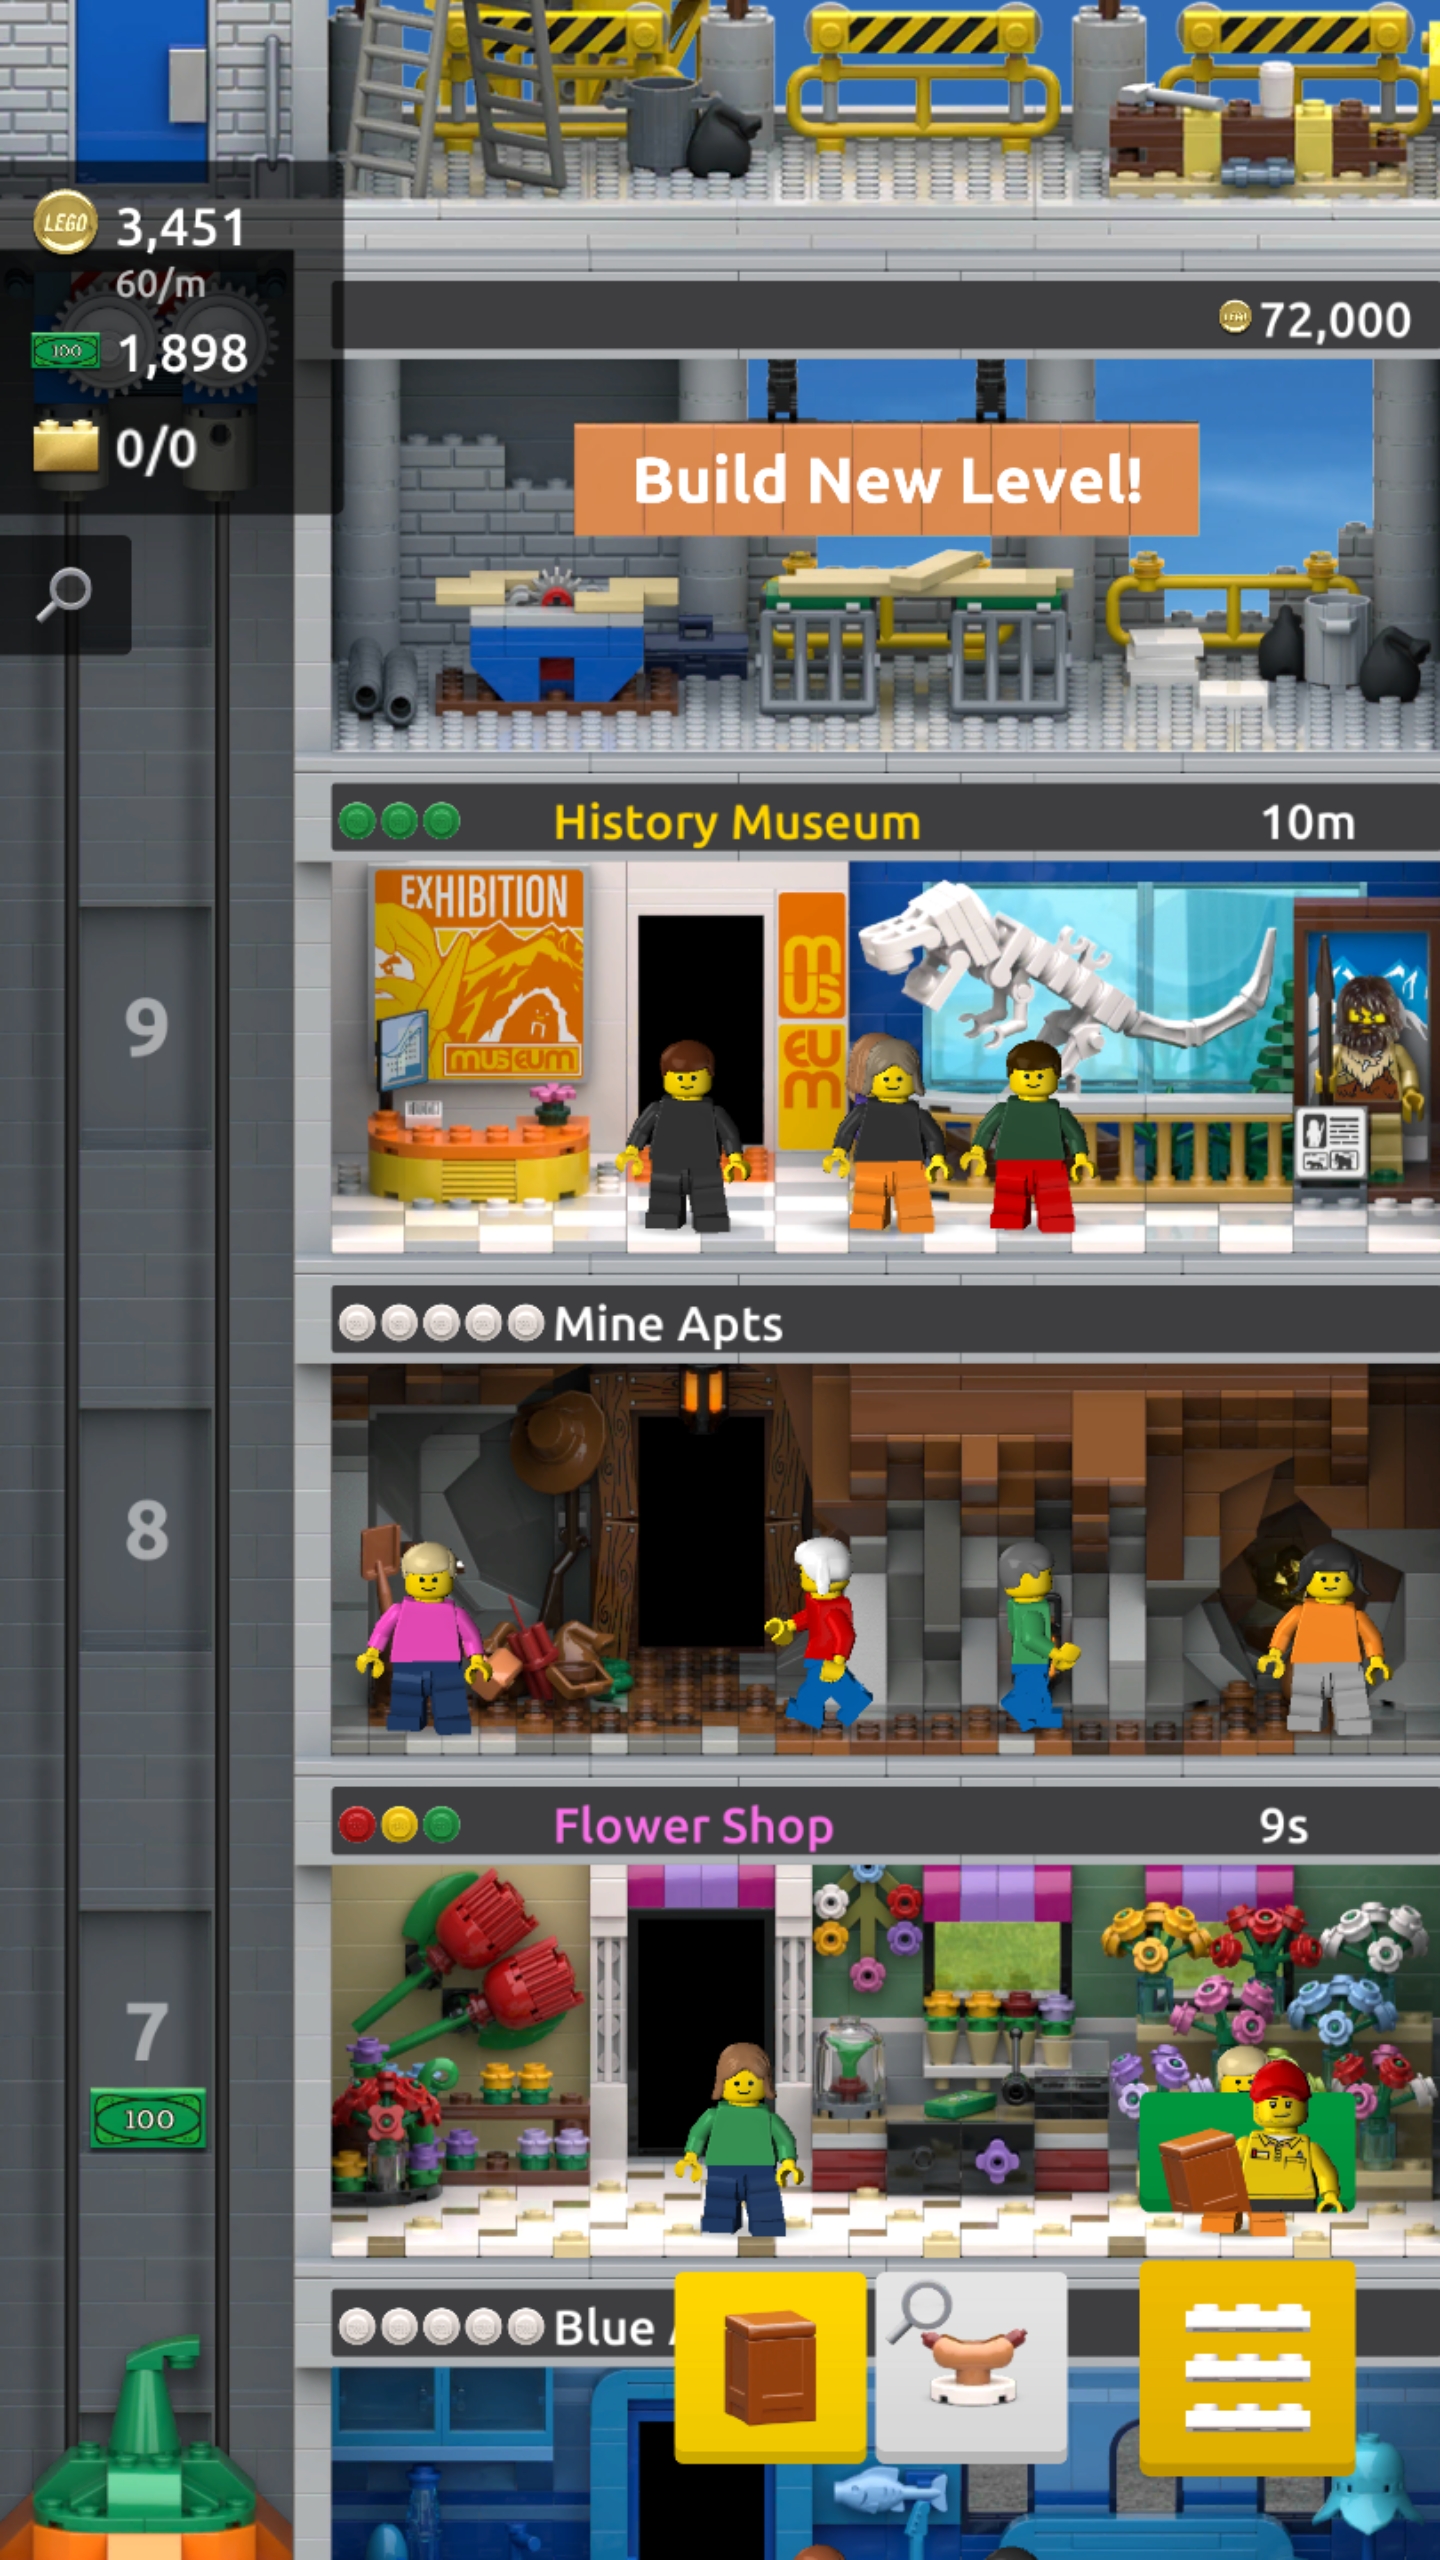 LEGO 3,451
60/m
100 1,898
0/0
72,000
Build New Level!
History Museum 10m
EXHIBITION
MUSEUM
MUSEUM
9
Mine Apts
8
Flower Shop 9s
7
100
Blue